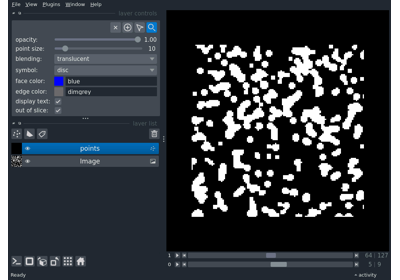 File View Plugins Window Help
layer controls
opacity: 1.00
point size: 10
blending: translucent
symbol: disc
face color: blue
edge color: dimgrey
display text:
out of slice:
layer list
points
Image
1 64 127
0 5 9
Ready activity